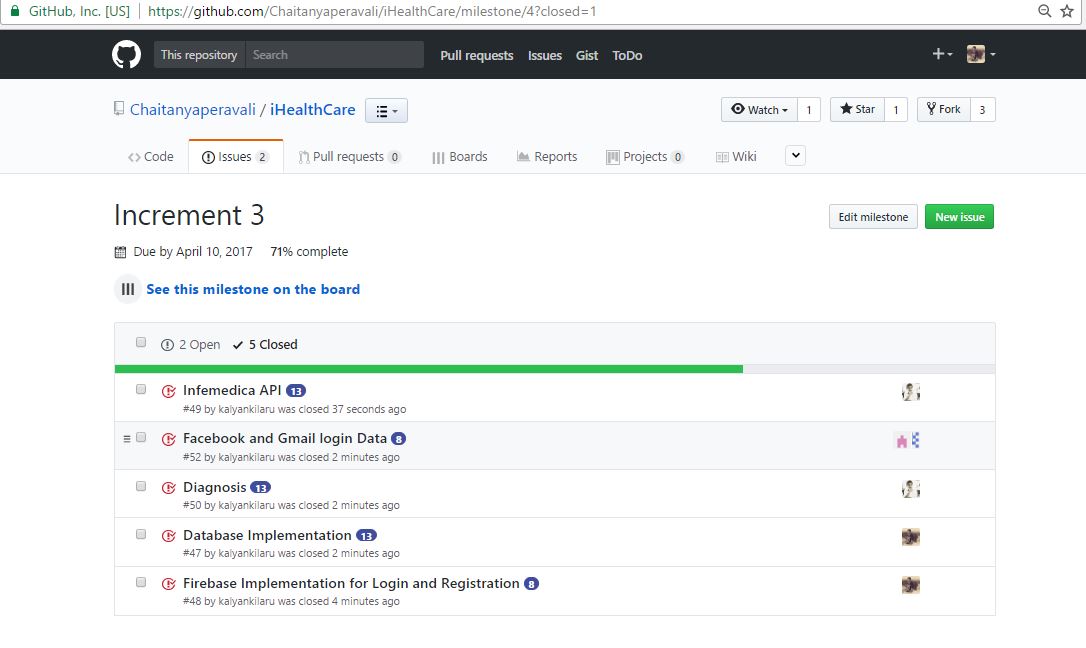 GitHub, Inc. [US] https://github.com/Chaitanyaperavali/iHealthCare/milestone/4?closed=1
This repository Search Pull requests Issues Gist ToDo
Chaitanyaperavali / iHealthCare Watch 1 Star 1 Fork 3
Code Issues 2 Pull requests 0 Boards Reports Projects 0 Wiki
Increment 3 Edit milestone New issue
Due by April 10, 2017 71% complete
See this milestone on the board
2 Open 5 Closed
Infemedica API 13
#49 by kalyankilaru was closed 37 seconds ago
Facebook and Gmail login Data 8
#52 by kalyankilaru was closed 2 minutes ago
Diagnosis 13
#50 by kalyankilaru was closed 2 minutes ago
Database Implementation 13
#47 by kalyankilaru was closed 2 minutes ago
Firebase Implementation for Login and Registration 8
#48 by kalyankilaru was closed 4 minutes ago